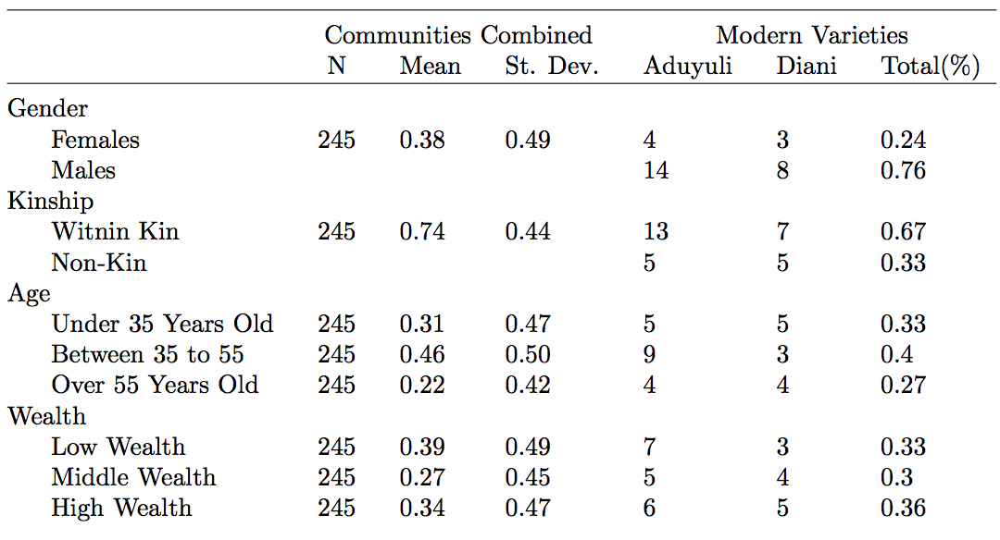 Communities Combined Modern Varieties
N Mean St. Dev. Aduyuli Diani Total(%)
Gender
Females 245 0.38 0.49 4 3 0.24
Males 14 8 0.76
Kinship
Witnin Kin 245 0.74 0.44 13 7 0.67
Non-Kin 5 5 0.33
Age
Under 35 Years Old 245 0.31 0.47 5 5 0.33
Between 35 to 55 245 0.46 0.50 9 3 0.4
Over 55 Years Old 245 0.22 0.42 4 4 0.27
Wealth
Low Wealth 245 0.39 0.49 7 3 0.33
Middle Wealth 245 0.27 0.45 5 4 0.3
High Wealth 245 0.34 0.47 6 5 0.36